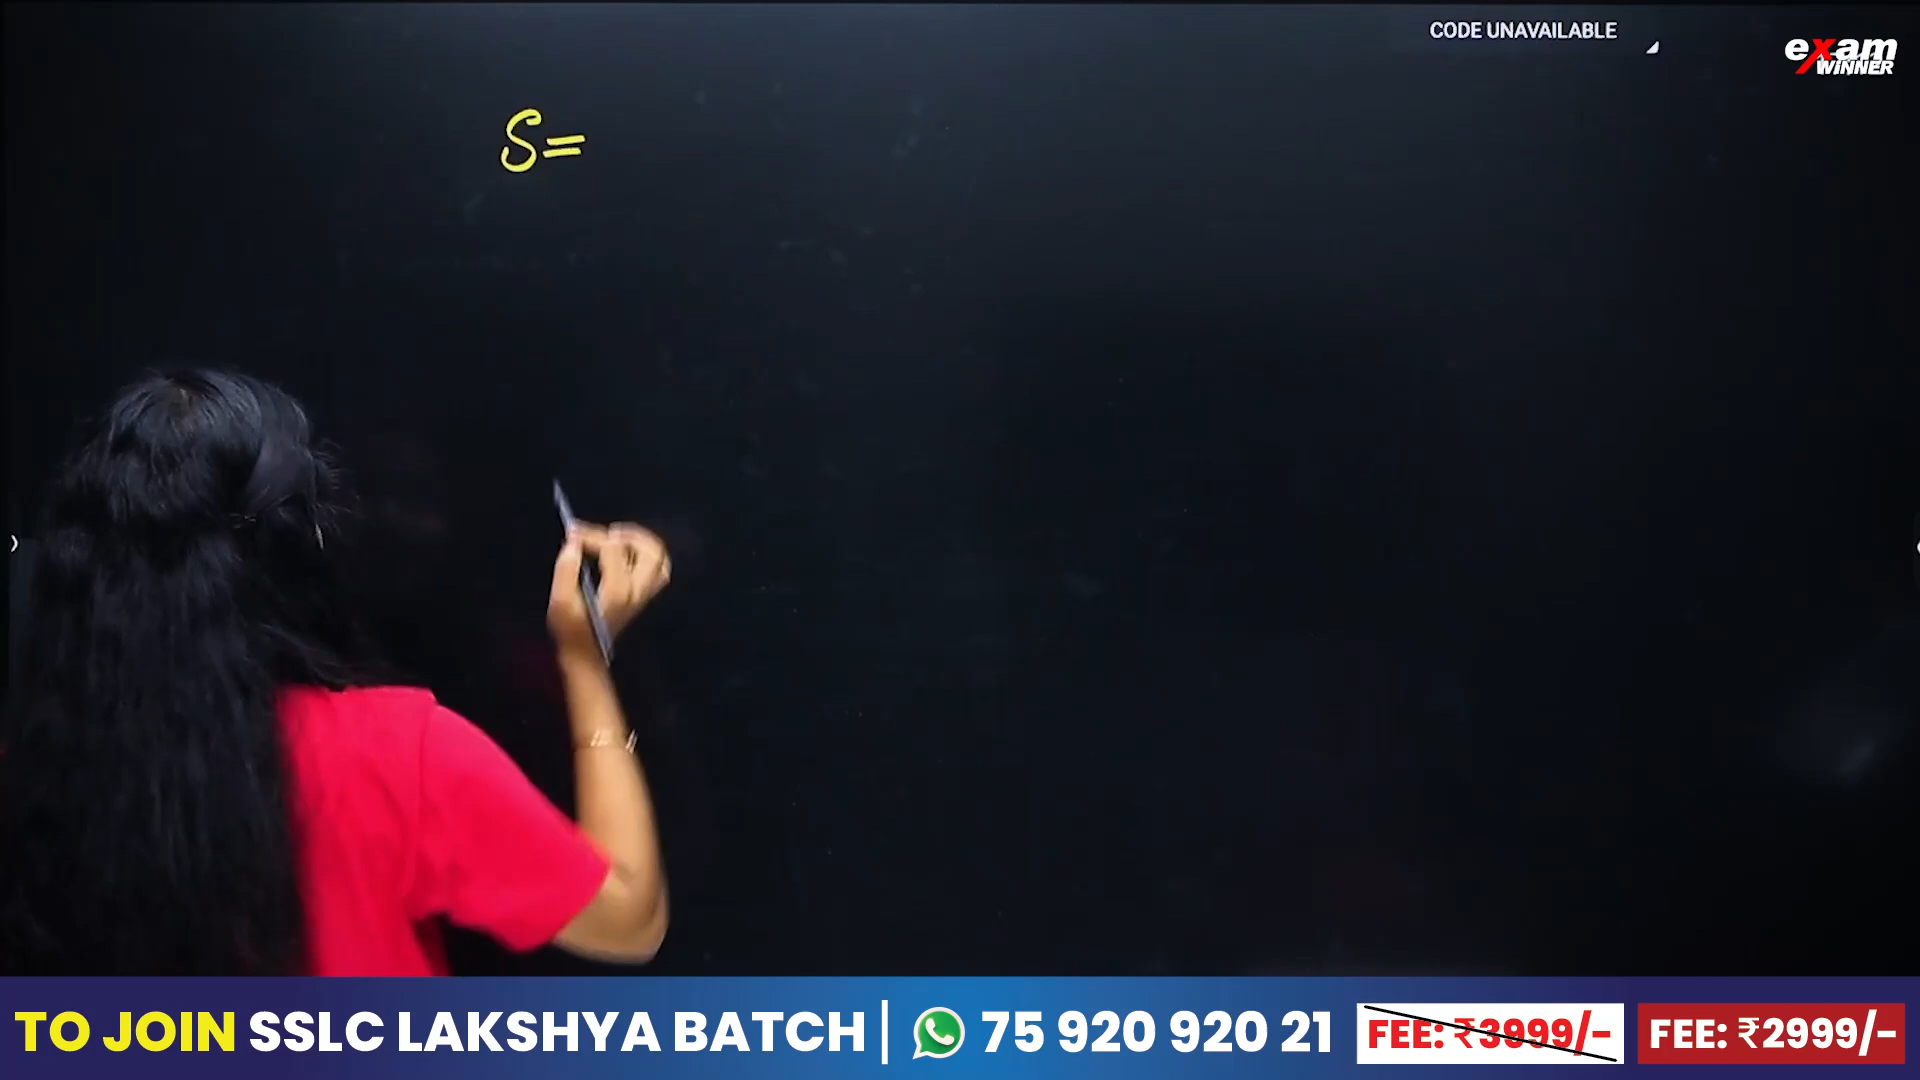 CODE UNAVAILABLE
exam
WINNER
S=
TO JOIN SSLC LAKSHYA BATCH | 75 920 920 21 FEE: ₹3999/- FEE: ₹2999/-